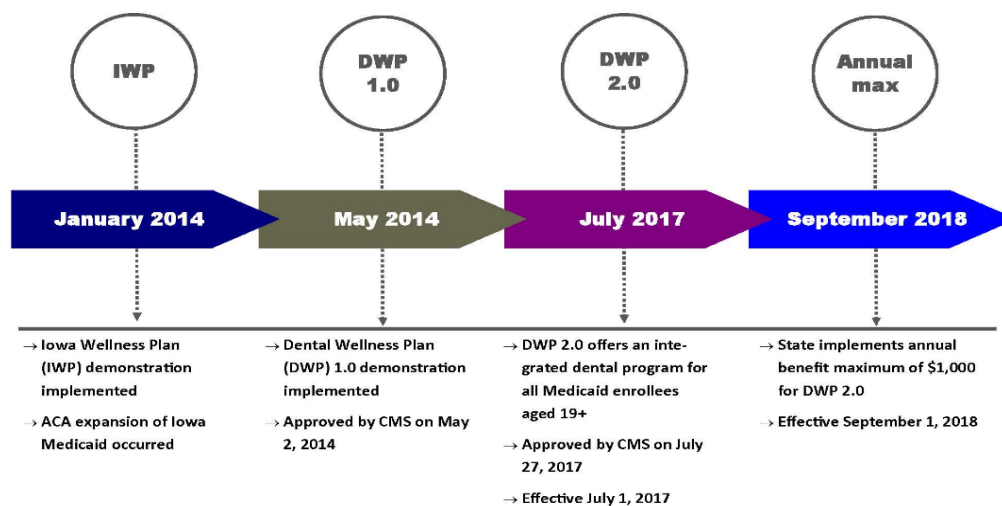 IWP
DWP
1.0
DWP
2.0
Annual
max
January 2014
May 2014
July 2017
September 2018
→ Iowa Wellness Plan
(IWP) demonstration
implemented
→ ACA expansion of Iowa
Medicaid occurred
→ Dental Wellness Plan
(DWP) 1.0 demonstration
implemented
→ Approved by CMS on May
2, 2014
→ DWP 2.0 offers an inte-
grated dental program for
all Medicaid enrollees
aged 19+
→ Approved by CMS on July
27, 2017
→ Effective July 1, 2017
→ State implements annual
benefit maximum of $1,000
for DWP 2.0
→ Effective September 1, 2018